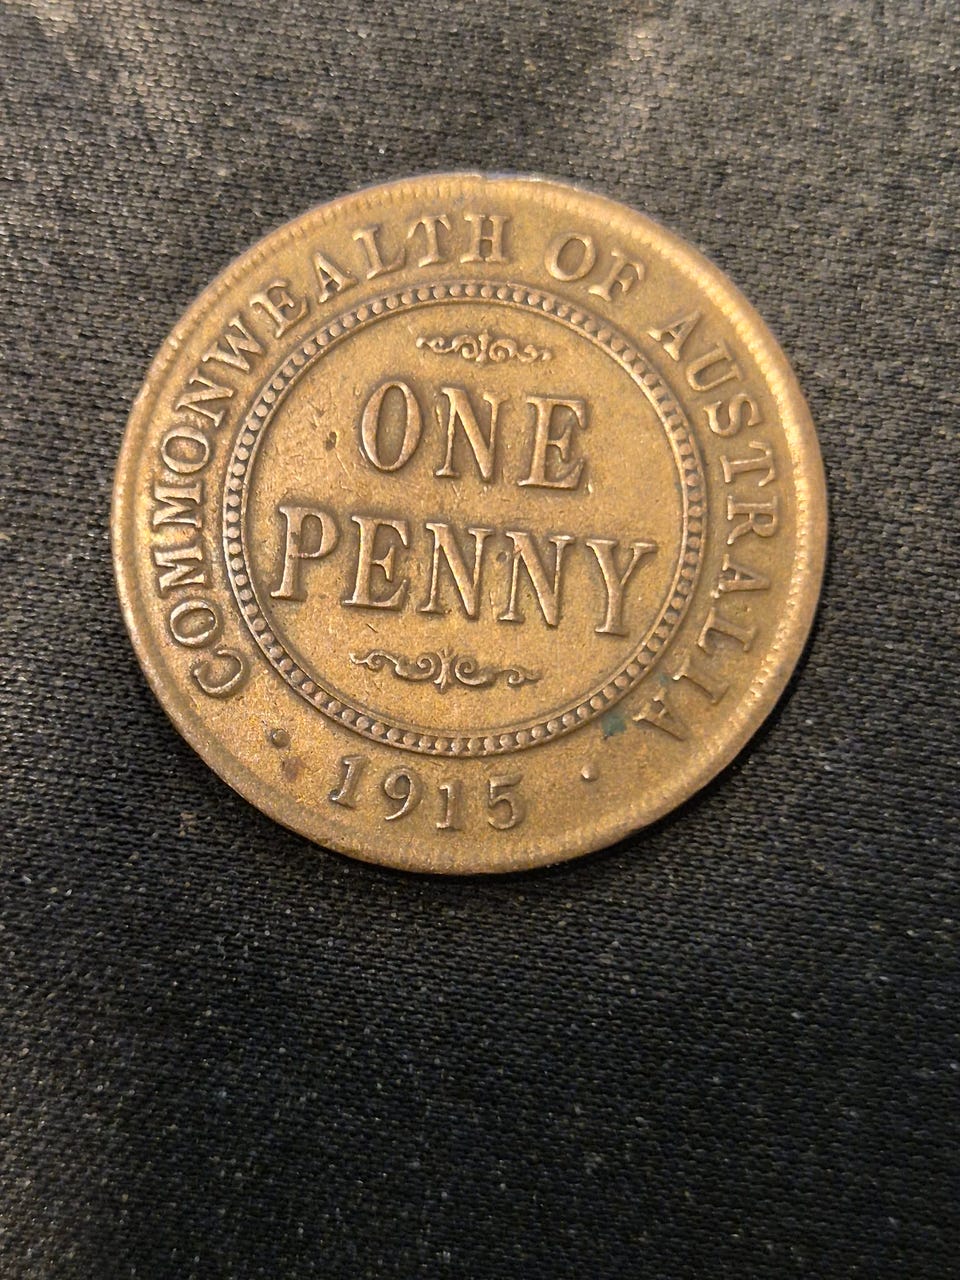 COMMONWEALTH OF AUSTRALIA
ONE
PENNY
· 1915 ·